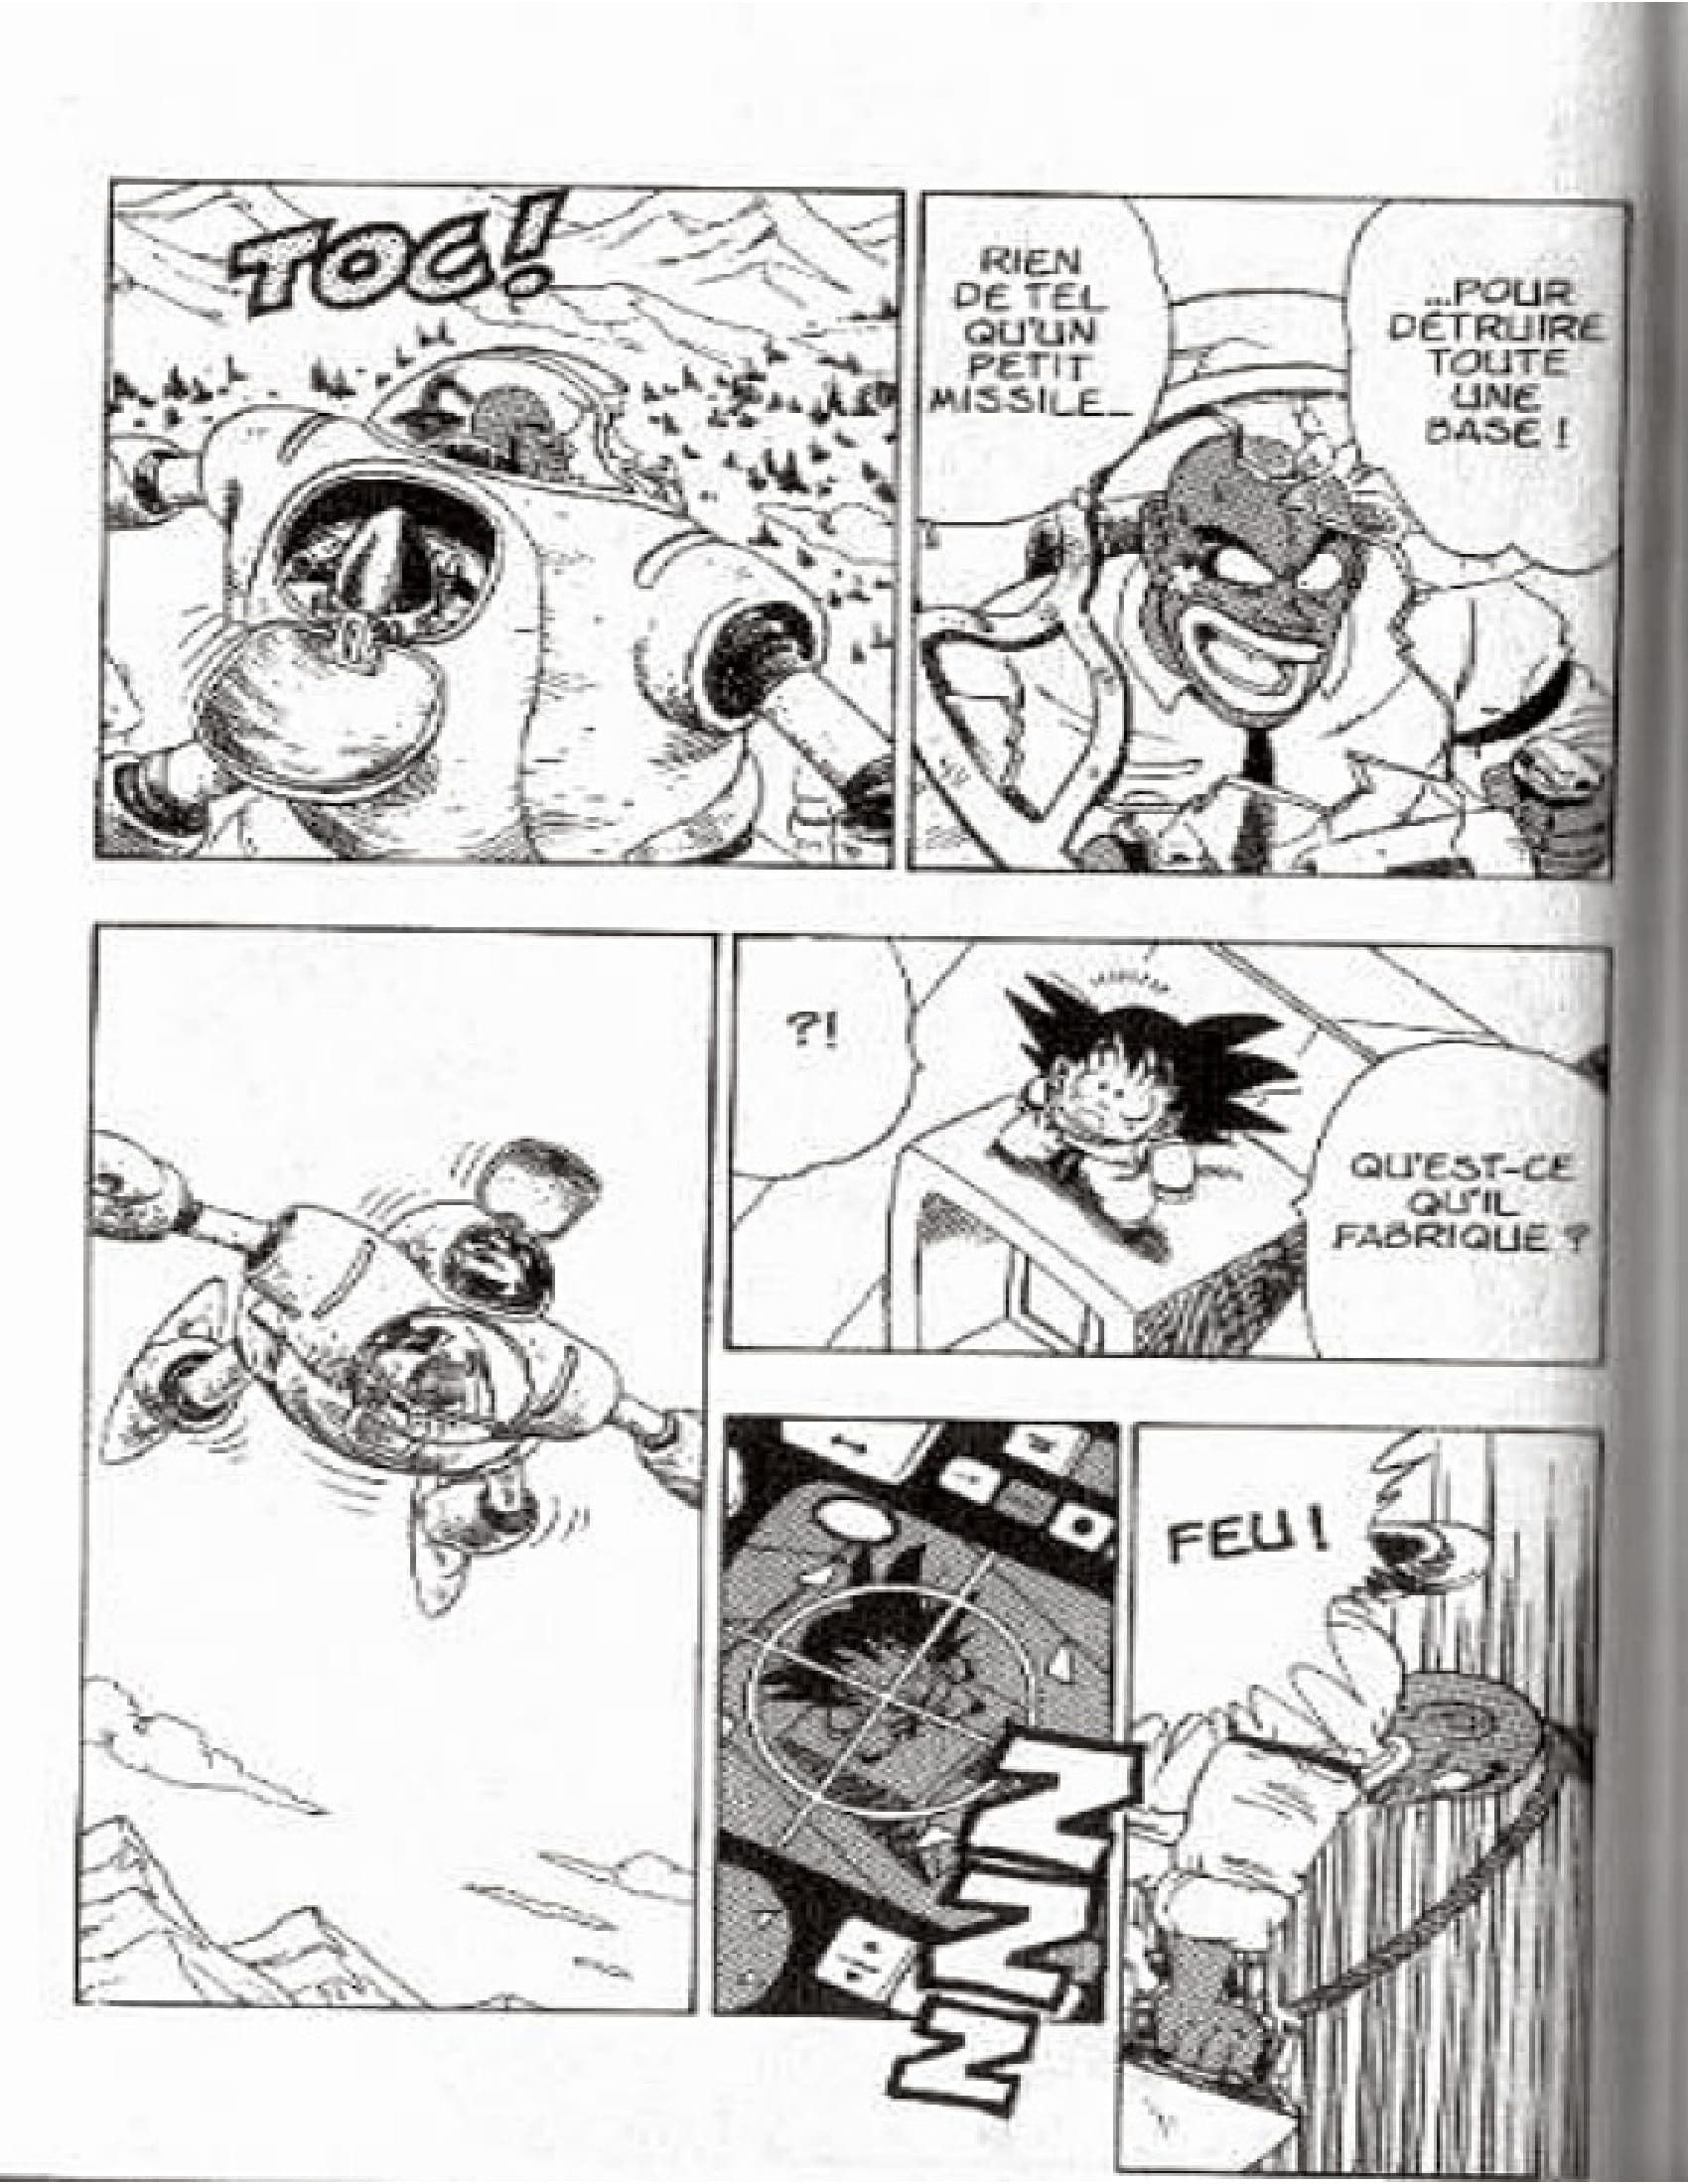 TOC!
RIEN
DE TEL
QU'UN
PETIT
MISSILE...
...POUR
DÉTRUIRE
TOUTE
UNE
BASE !
?!
QU'EST-CE
QU'IL
FABRIQUE ?
FEU !